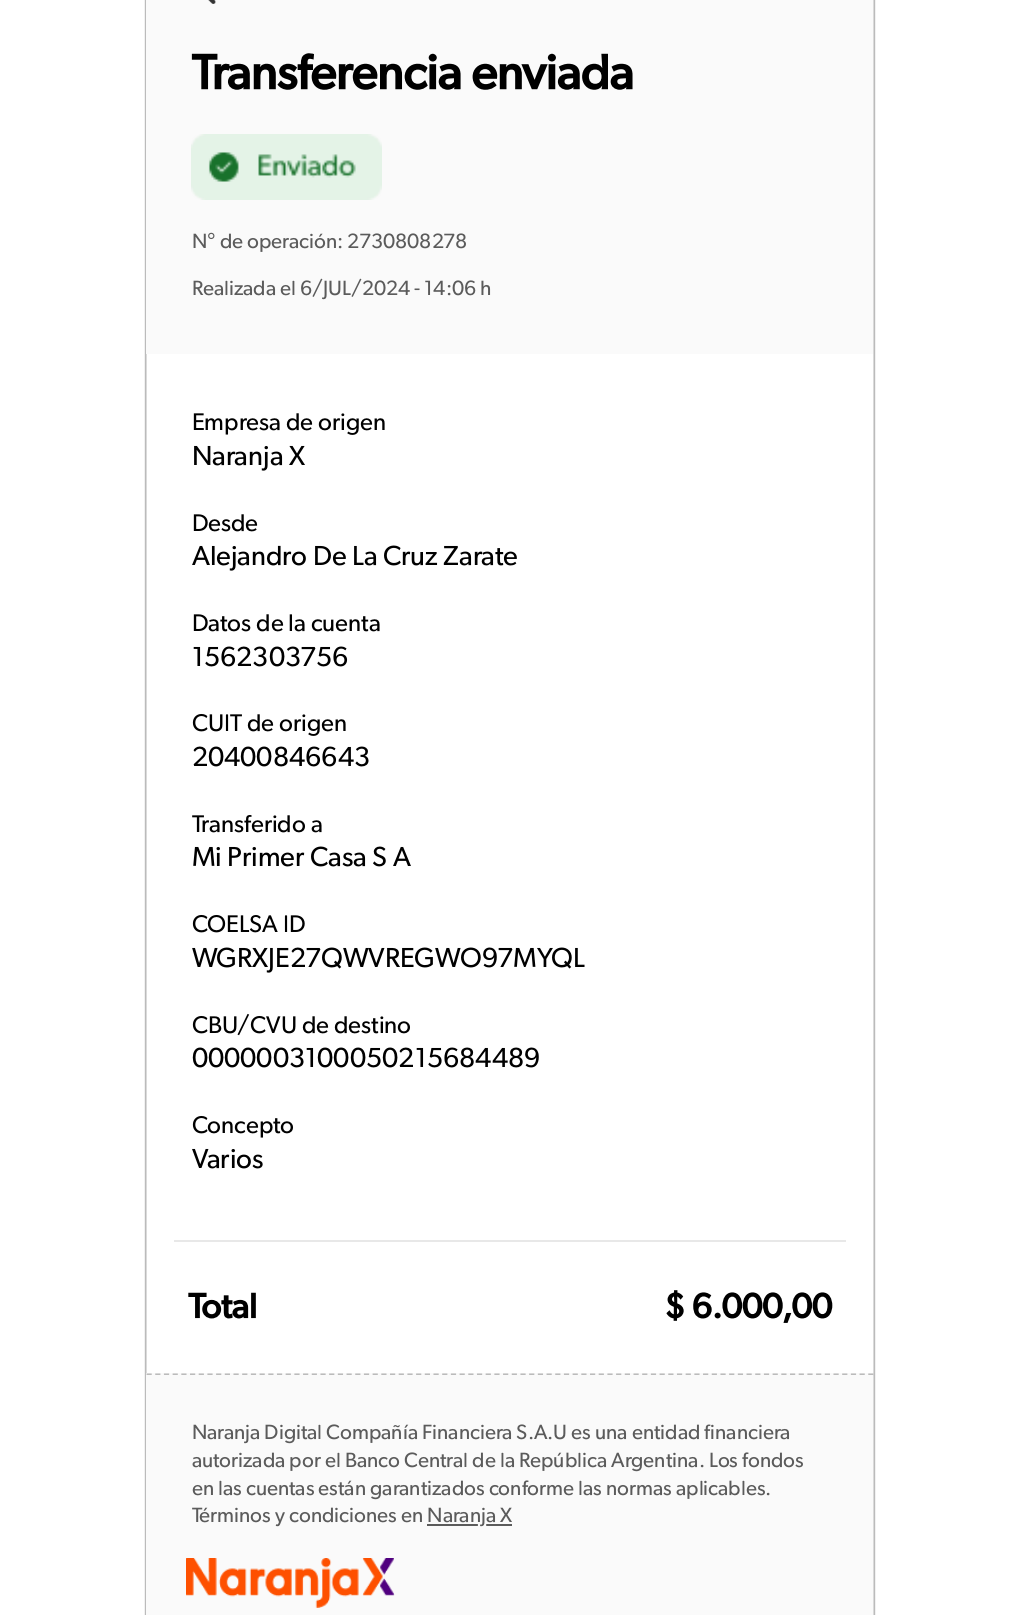 Transferencia enviada
Enviado
N° de operación: 2730808278
Realizada el 6/JUL/2024 - 14:06 h
Empresa de origen
Naranja X
Desde
Alejandro De La Cruz Zarate
Datos de la cuenta
1562303756
CUIT de origen
20400846643
Transferido a
Mi Primer Casa S A
COELSA ID
WGRXJE27QWVREGWO97MYQL
CBU/CVU de destino
0000003100050215684489
Concepto
Varios
Total $ 6.000,00
Naranja Digital Compañía Financiera S.A.U es una entidad financiera
autorizada por el Banco Central de la República Argentina. Los fondos
en las cuentas están garantizados conforme las normas aplicables.
Términos y condiciones en Naranja X
NaranjaX